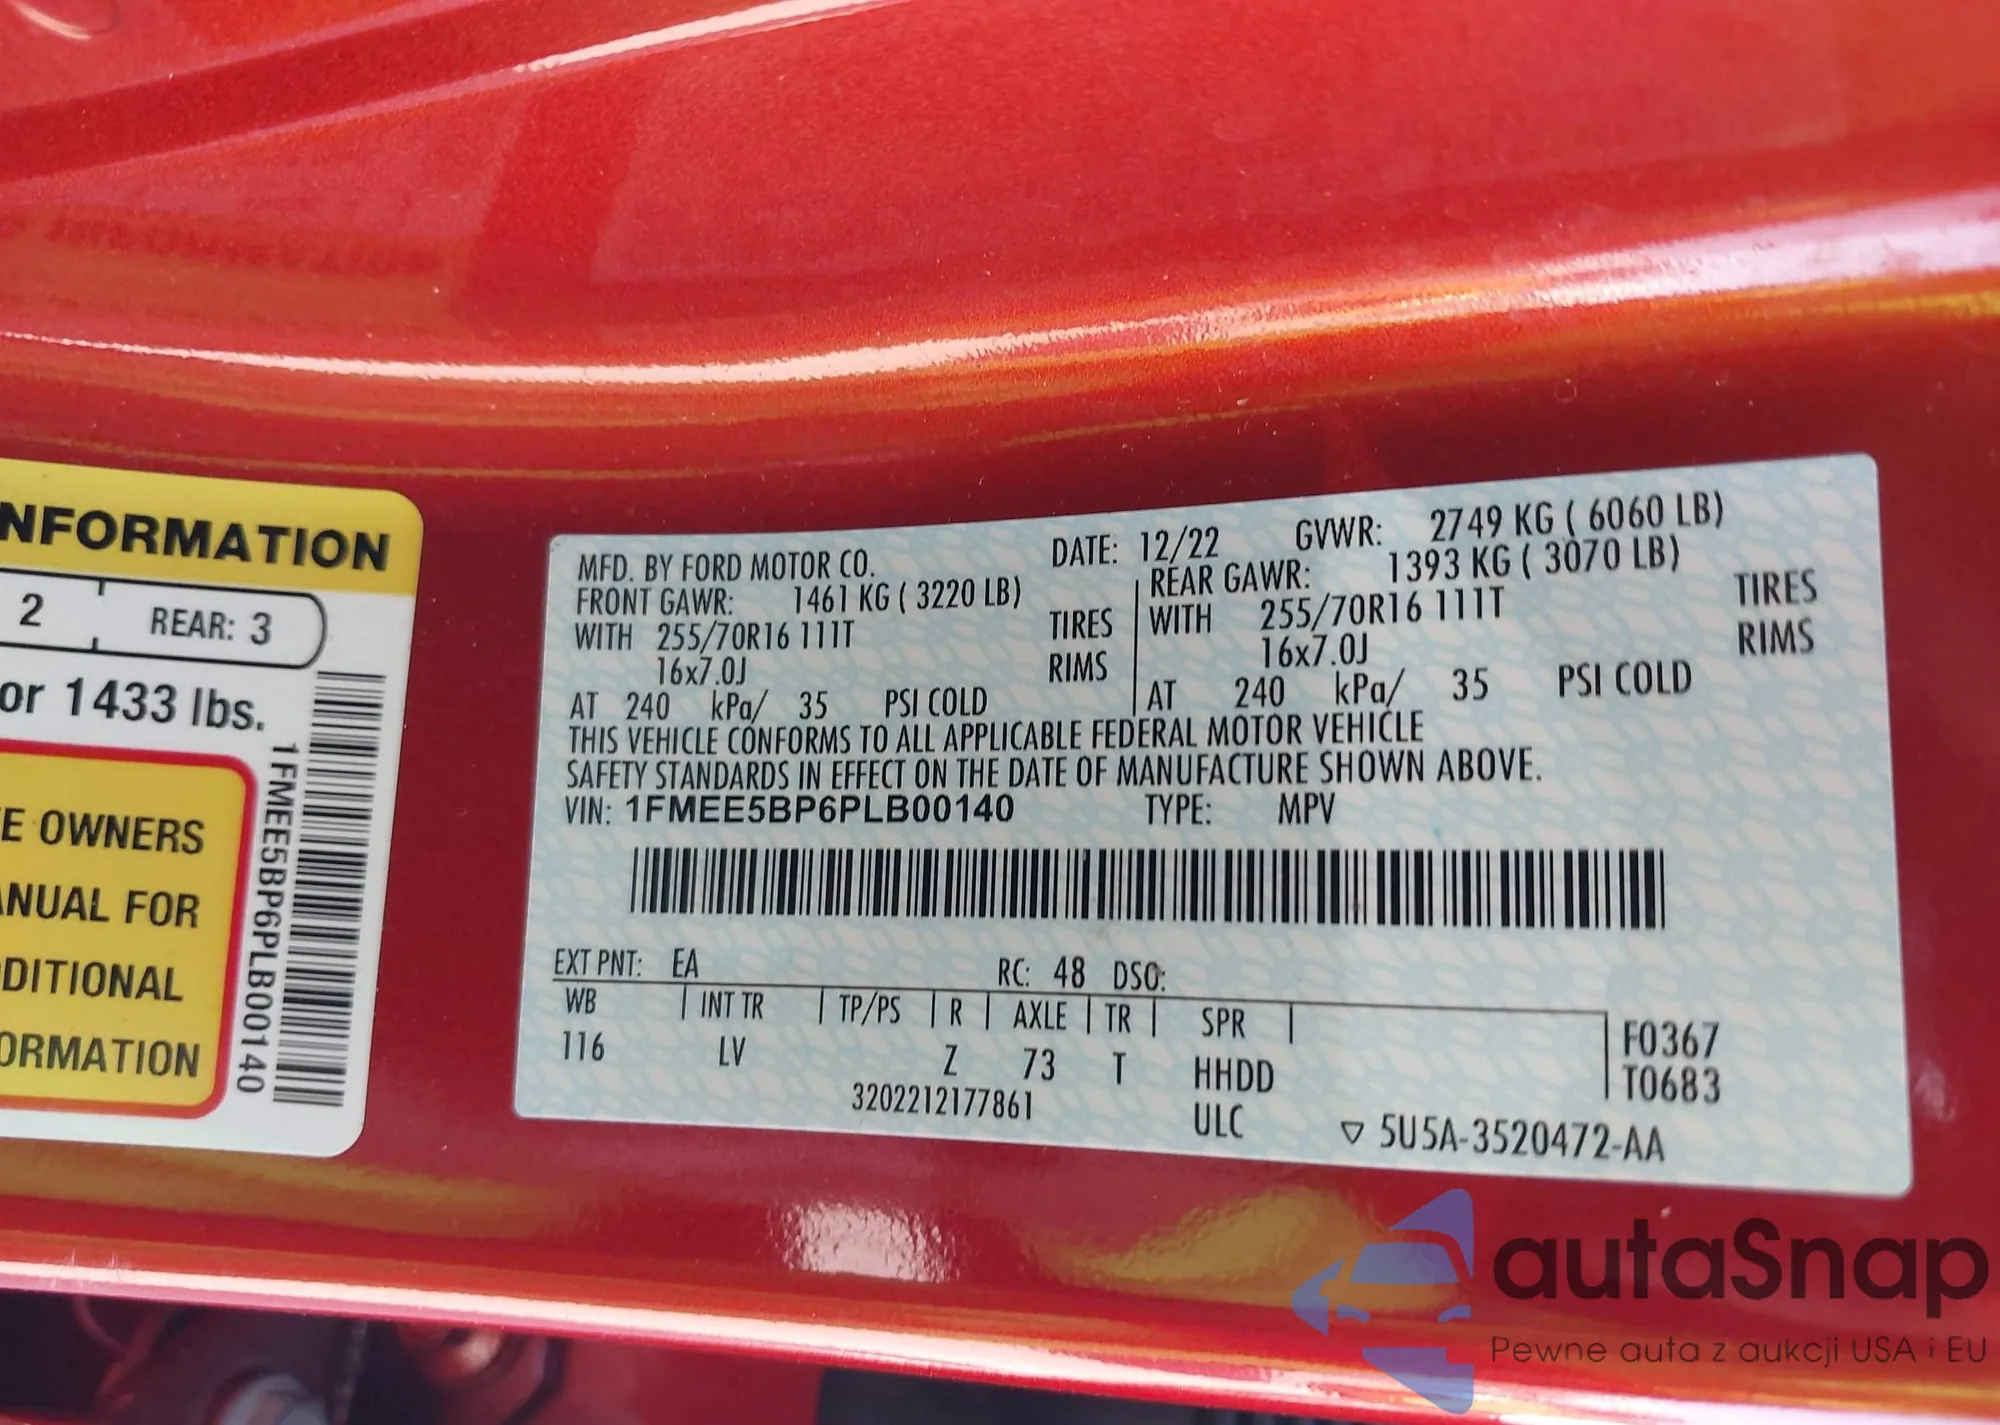 NFORMATION
2 REAR: 3
or 1433 lbs.
E OWNERS
ANUAL FOR
DDITIONAL
ORMATION
1FMEE5BP6PLB00140
MFD. BY FORD MOTOR CO. DATE: 12/22 GVWR: 2749 KG ( 6060 LB)
FRONT GAWR: 1461 KG ( 3220 LB) REAR GAWR: 1393 KG ( 3070 LB)
WITH 255/70R16 111T TIRES WITH 255/70R16 111T TIRES
16x7.0J RIMS 16x7.0J RIMS
AT 240 kPa/ 35 PSI COLD AT 240 kPa/ 35 PSI COLD
THIS VEHICLE CONFORMS TO ALL APPLICABLE FEDERAL MOTOR VEHICLE
SAFETY STANDARDS IN EFFECT ON THE DATE OF MANUFACTURE SHOWN ABOVE.
VIN: 1FMEE5BP6PLB00140 TYPE: MPV
EXT PNT: EA RC: 48 DSO:
WB INT TR TP/PS R AXLE TR SPR
116 LV Z 73 T HHDD
F0367
T0683
3202212177861 ULC ▽ 5U5A-3520472-AA
autaSnap
Pewne auta z aukcji USA i EU